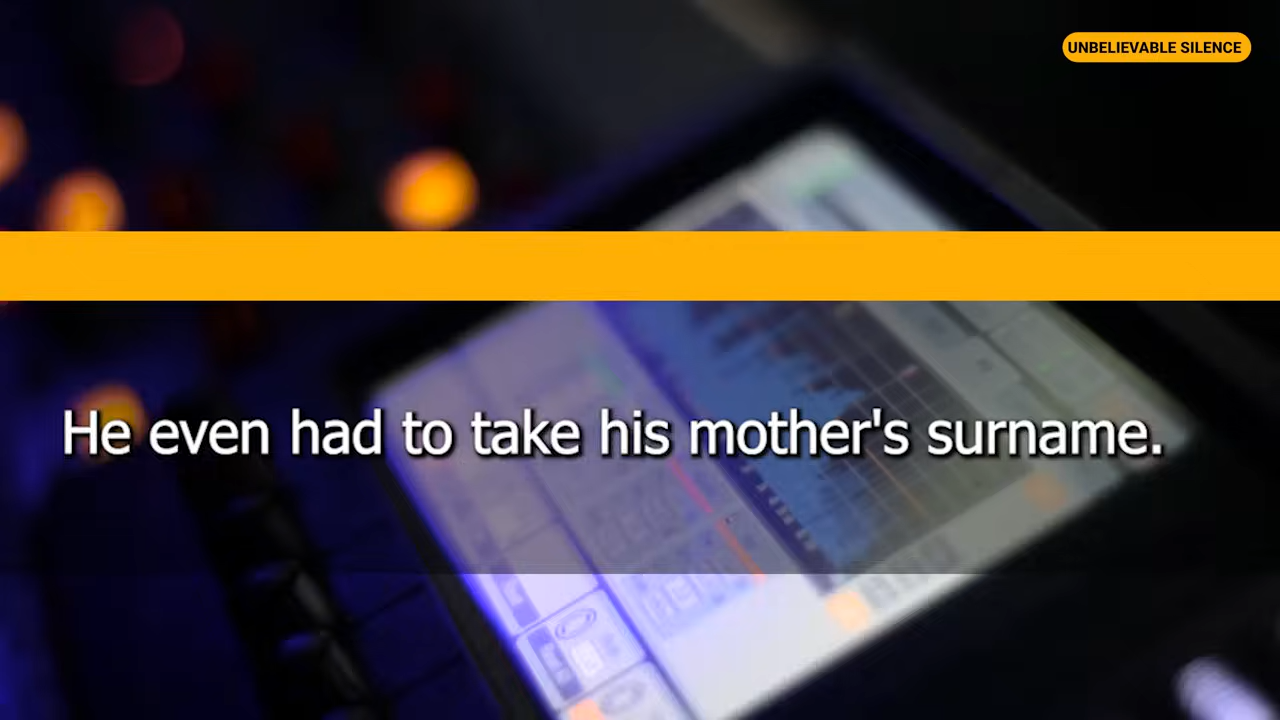 UNBELIEVABLE SILENCE
He even had to take his mother's surname.